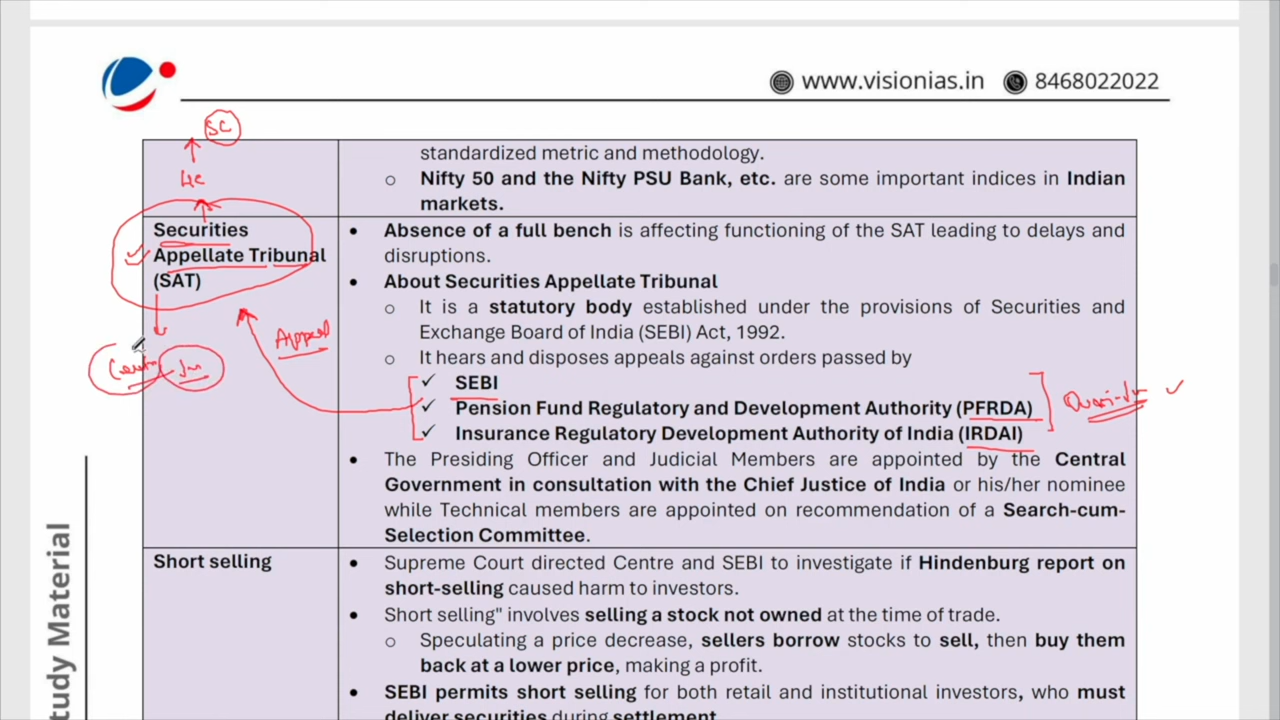 www.visionias.in 8468022022
SC
HC
standardized metric and methodology.
o Nifty 50 and the Nifty PSU Bank, etc. are some important indices in Indian
markets.
Securities
Appellate Tribunal
(SAT)
• Absence of a full bench is affecting functioning of the SAT leading to delays and
disruptions.
• About Securities Appellate Tribunal
o It is a statutory body established under the provisions of Securities and
Exchange Board of India (SEBI) Act, 1992.
o It hears and disposes appeals against orders passed by
✓ SEBI
✓ Pension Fund Regulatory and Development Authority (PFRDA)
✓ Insurance Regulatory Development Authority of India (IRDAI)
Appeal
• The Presiding Officer and Judicial Members are appointed by the Central
Government in consultation with the Chief Justice of India or his/her nominee
while Technical members are appointed on recommendation of a Search-cum-
Selection Committee.
Short selling
• Supreme Court directed Centre and SEBI to investigate if Hindenburg report on
short-selling caused harm to investors.
• Short selling" involves selling a stock not owned at the time of trade.
o Speculating a price decrease, sellers borrow stocks to sell, then buy them
back at a lower price, making a profit.
• SEBI permits short selling for both retail and institutional investors, who must
deliver securities during settlement.
tudy Material